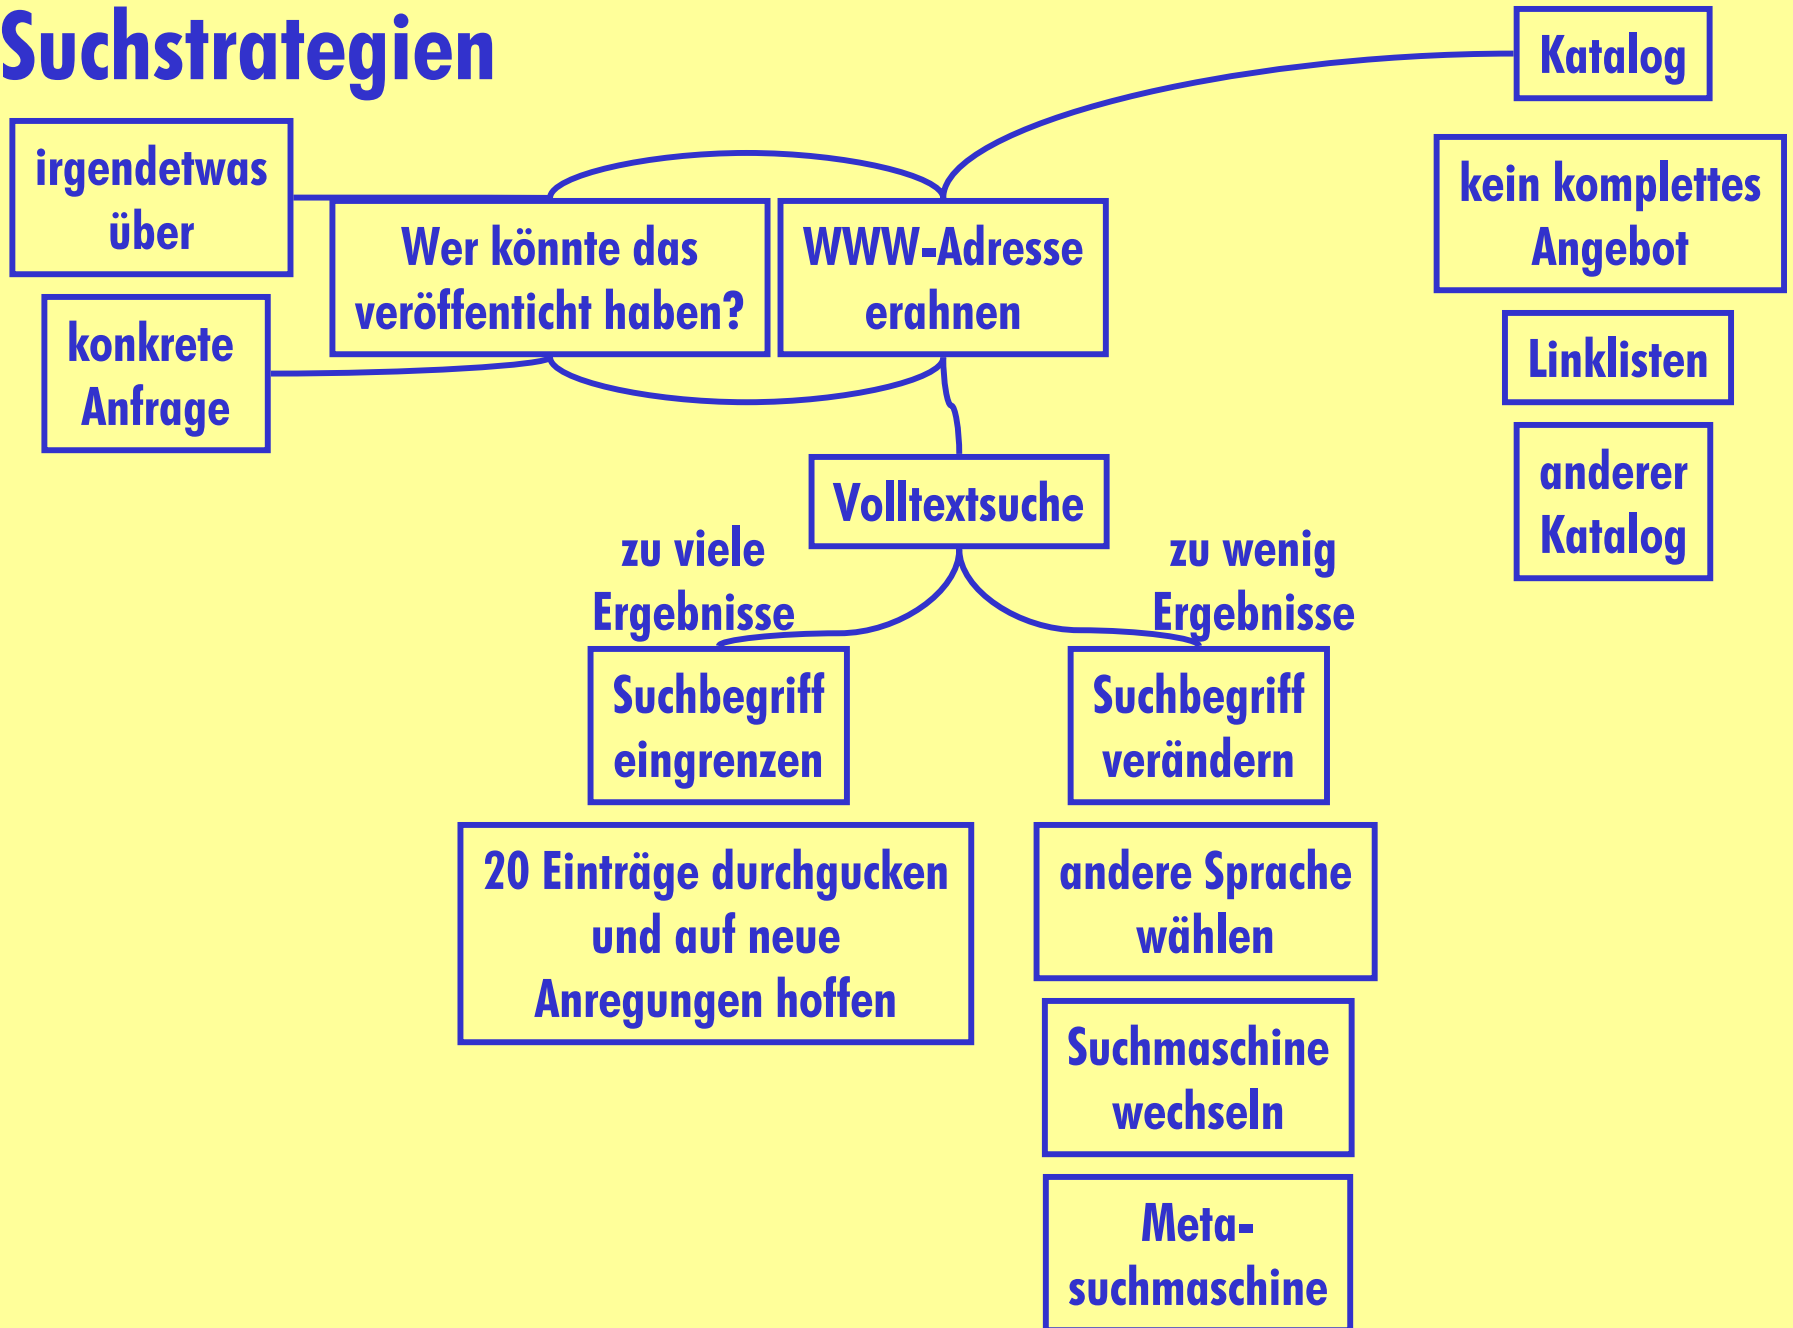 Suchstrategien
irgendetwas
über
konkrete
Anfrage
Wer könnte das
veröffenticht haben?
WWW-Adresse
erahnen
Katalog
kein komplettes
Angebot
Linklisten
anderer
Katalog
Volltextsuche
zu viele
Ergebnisse
Suchbegriff
eingrenzen
20 Einträge durchgucken
und auf neue
Anregungen hoffen
zu wenig
Ergebnisse
Suchbegriff
verändern
andere Sprache
wählen
Suchmaschine
wechseln
Meta-
suchmaschine